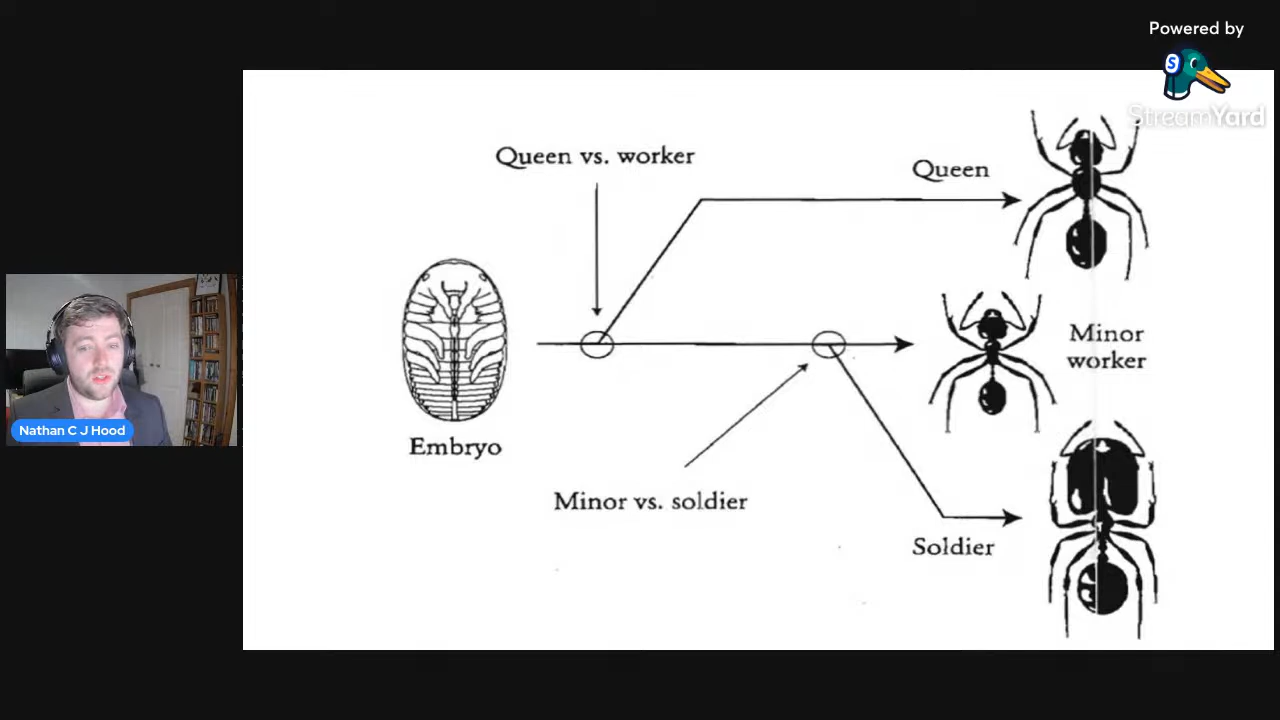 Powered by
S
StreamYard
Queen vs. worker
Queen
Minor
worker
Embryo
Minor vs. soldier
Soldier
Nathan C J Hood